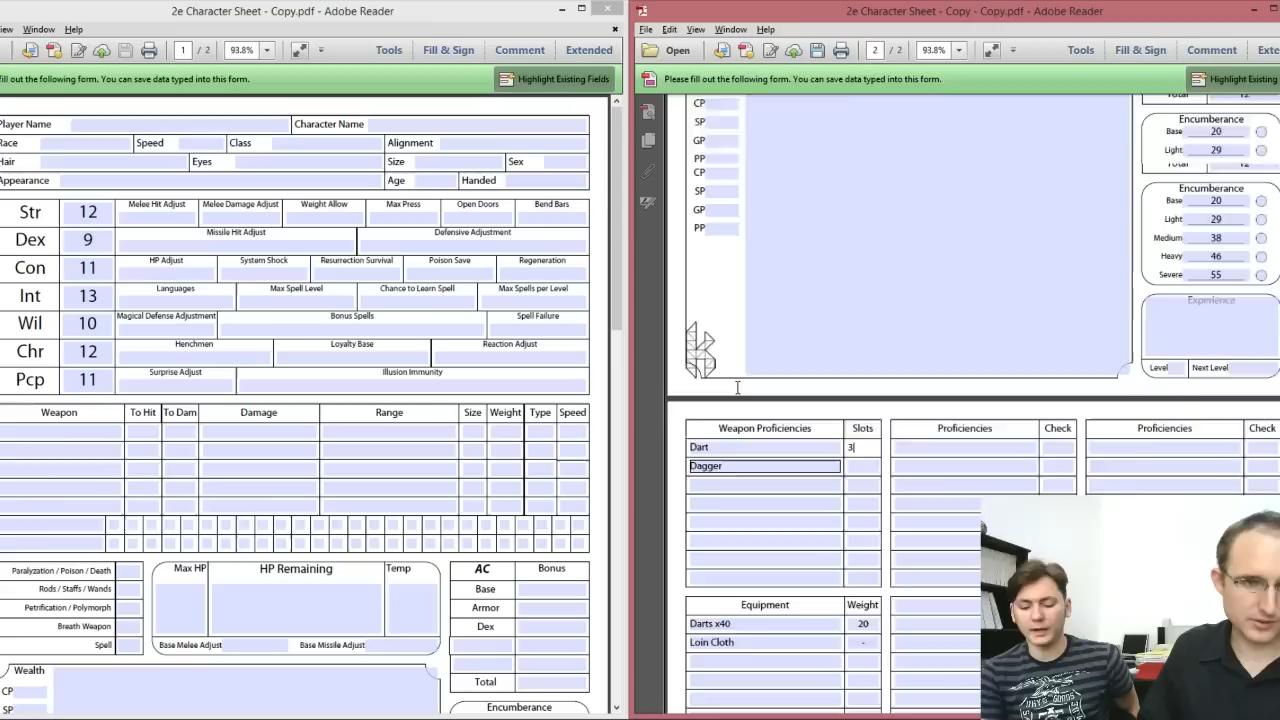 2e Character Sheet - Copy.pdf - Adobe Reader
View Window Help
1 / 2 93.8% Tools Fill & Sign Comment Extended
fill out the following form. You can save data typed into this form. Highlight Existing Fields
Player Name Character Name
Race Speed Class Alignment
Hair Eyes Size Sex
Appearance Age Handed
Str 12 Melee Hit Adjust Melee Damage Adjust Weight Allow Max Press Open Doors Bend Bars
Dex 9 Missile Hit Adjust Defensive Adjustment
Con 11 HP Adjust System Shock Resurrection Survival Poison Save Regeneration
Int 13 Languages Max Spell Level Chance to Learn Spell Max Spells per Level
Wil 10 Magical Defense Adjustment Bonus Spells Spell Failure
Chr 12 Henchmen Loyalty Base Reaction Adjust
Pcp 11 Surprise Adjust Illusion Immunity
Weapon To Hit To Dam Damage Range Size Weight Type Speed
Paralyzation / Poison / Death
Rods / Staffs / Wands
Petrification / Polymorph
Breath Weapon
Spell
Max HP HP Remaining Temp
Base Melee Adjust Base Missile Adjust
AC Bonus
Base
Armor
Dex
Total
Wealth
CP
SP
Encumberance
2e Character Sheet - Copy - Copy.pdf - Adobe Reader
File Edit View Window Help
Open 2 / 2 93.8% Tools Fill & Sign Comment Exte
Please fill out the following form. You can save data typed into this form. Highlight Existing
CP
SP
GP
PP
CP
SP
GP
PP
Total 12
Encumberance
Base 20
Light 29
Total 12
Encumberance
Base 20
Light 29
Medium 38
Heavy 46
Severe 55
Experience
Level Next Level
Weapon Proficiencies Slots Proficiencies Check Proficiencies Check
Dart 3
Dagger
Equipment Weight
Darts x40 20
Loin Cloth -